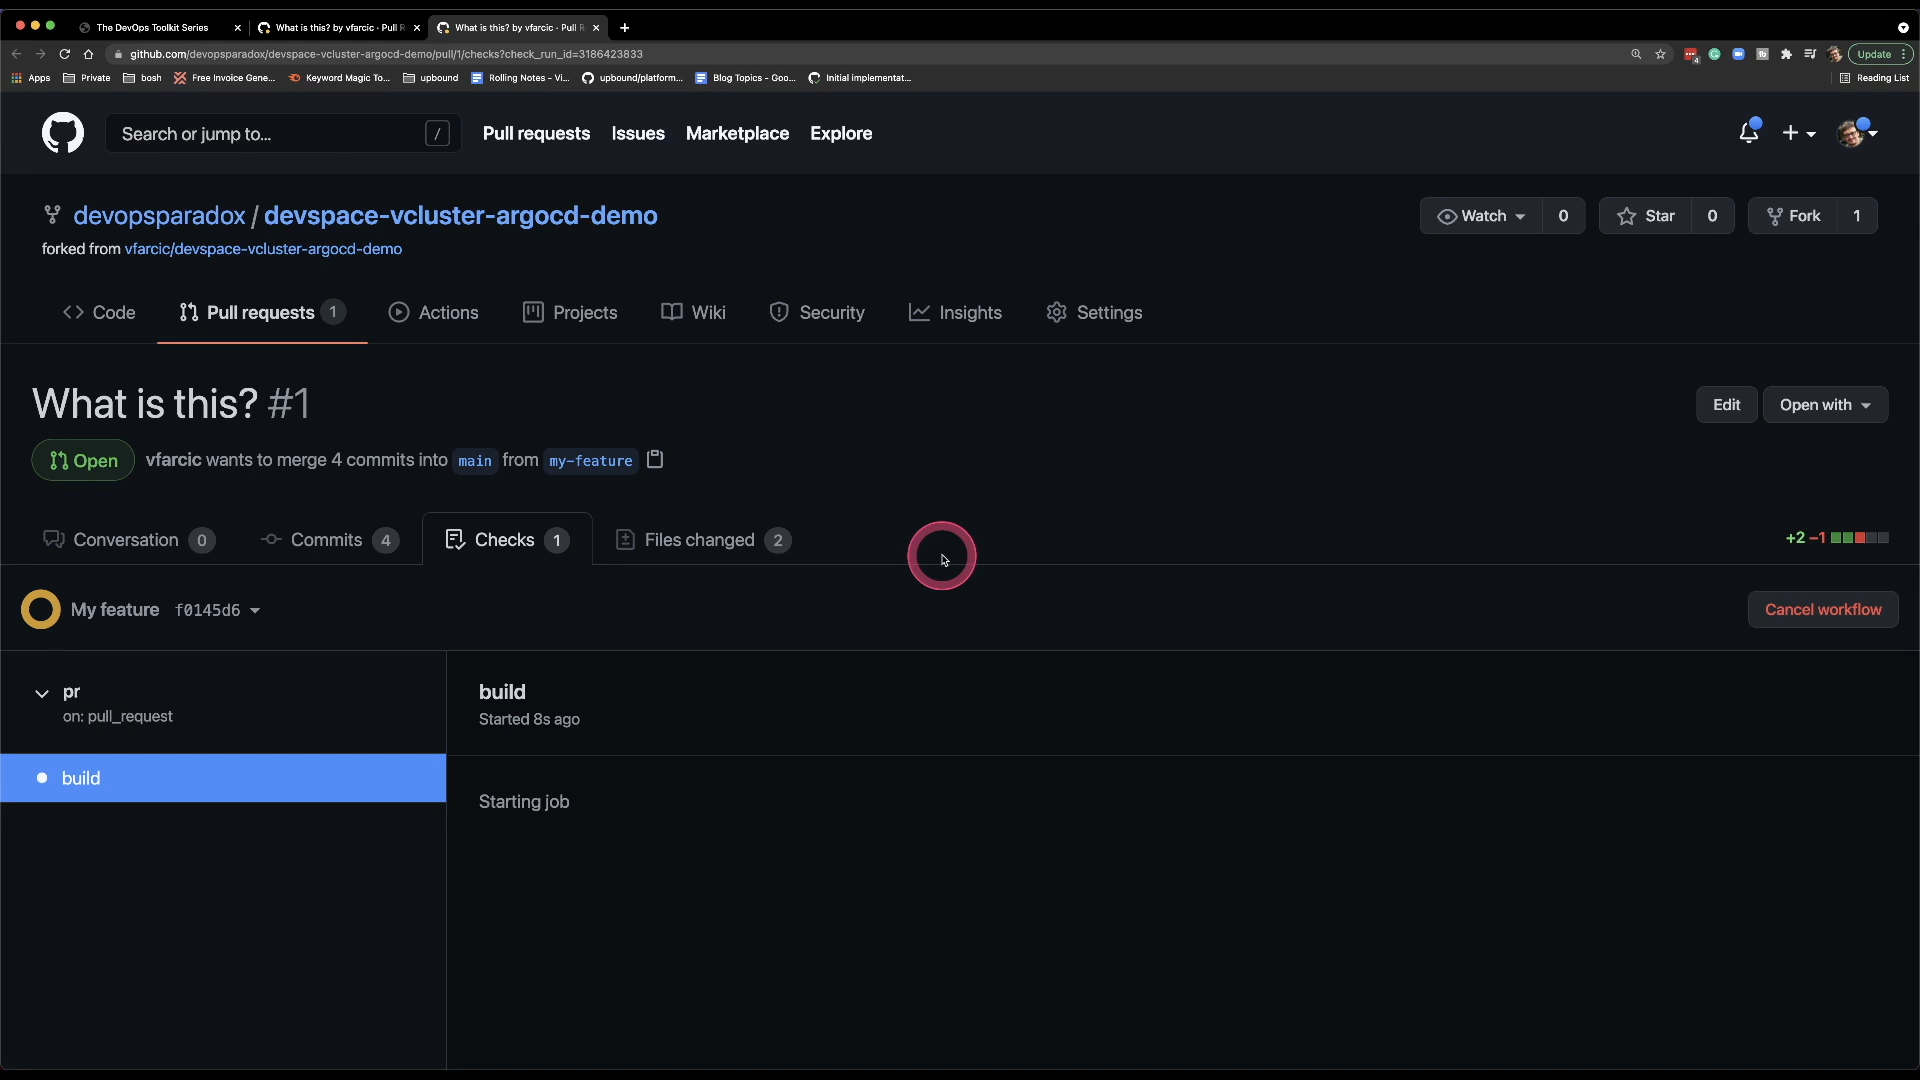 The DevOps Toolkit Series
What is this? by vfarcic · Pull R
What is this? by vfarcic · Pull R
github.com/devopsparadox/devspace-vcluster-argocd-demo/pull/1/checks?check_run_id=3186423833
Update
Apps Private bosh Free Invoice Gene... Keyword Magic To... upbound Rolling Notes - Vi... upbound/platform... Blog Topics - Goo... Initial implementat... Reading List
Search or jump to... / Pull requests Issues Marketplace Explore
devopsparadox / devspace-vcluster-argocd-demo
Watch 0 Star 0 Fork 1
forked from vfarcic/devspace-vcluster-argocd-demo
Code Pull requests 1 Actions Projects Wiki Security Insights Settings
What is this? #1
Edit Open with
Open vfarcic wants to merge 4 commits into main from my-feature
Conversation 0 Commits 4 Checks 1 Files changed 2 +2 −1
My feature f0145d6 Cancel workflow
pr
on: pull_request
build
build
Started 8s ago
Starting job